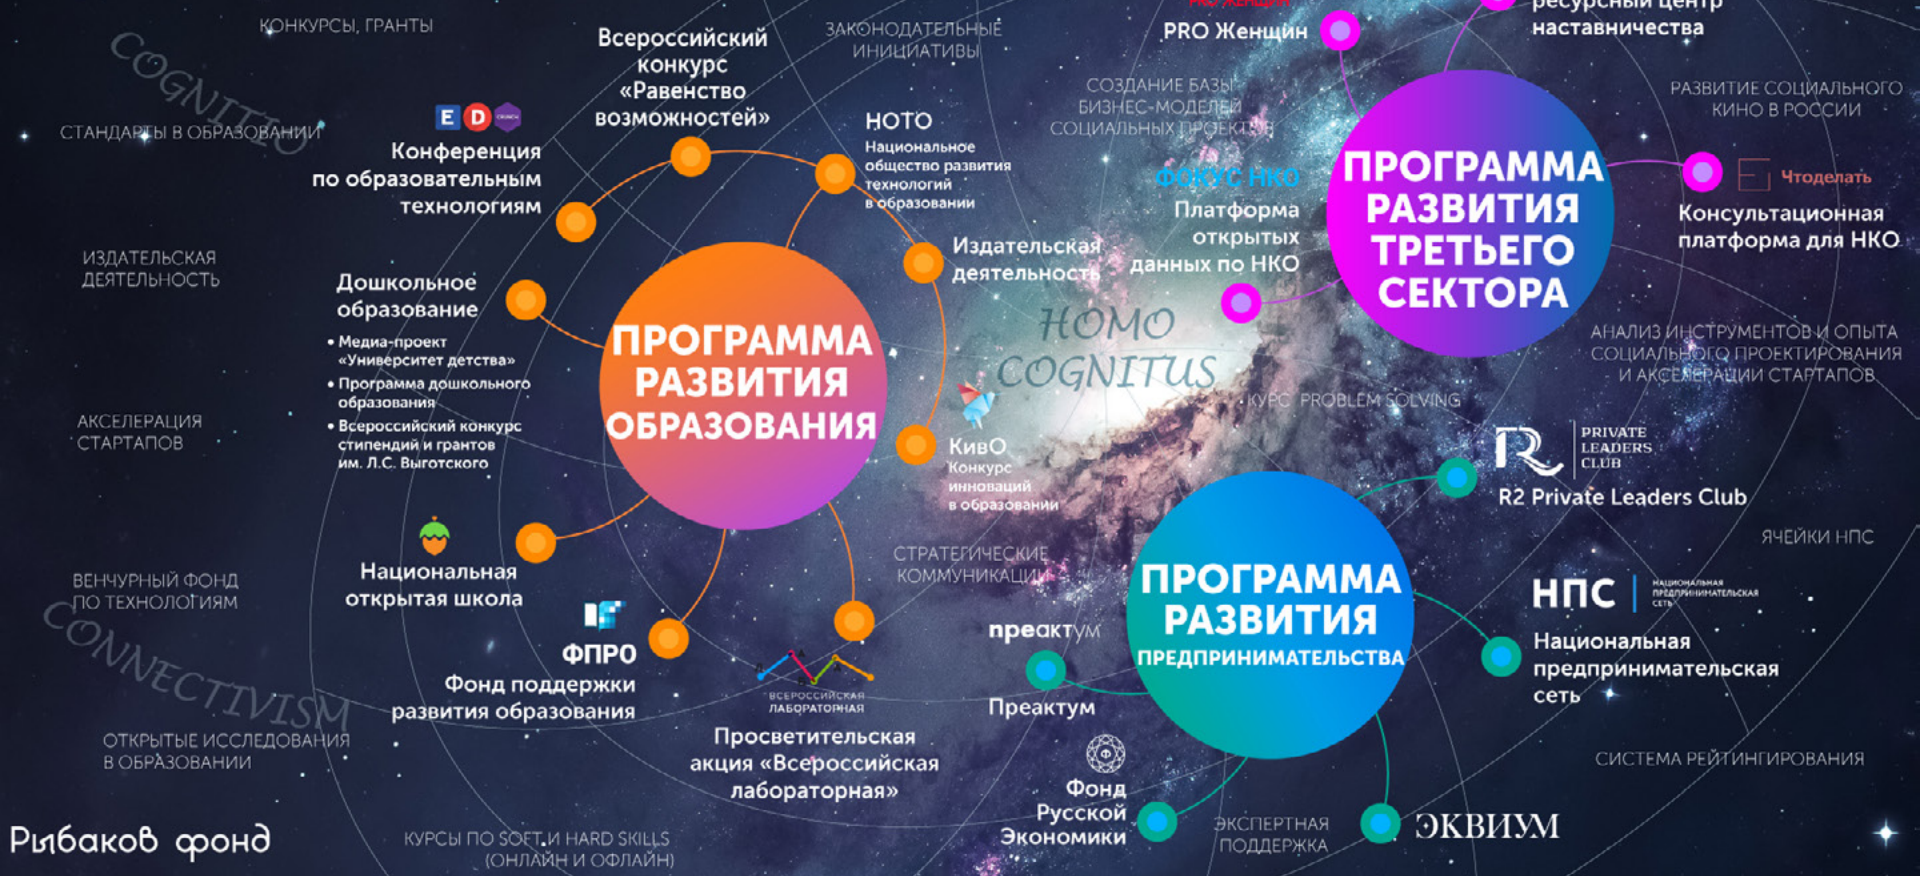 КОНКУРСЫ, ГРАНТЫ
COGNITIO
СТАНДАРТЫ В ОБРАЗОВАНИИ
ИЗДАТЕЛЬСКАЯ
ДЕЯТЕЛЬНОСТЬ
АКСЕЛЕРАЦИЯ
СТАРТАПОВ
ВЕНЧУРНЫЙ ФОНД
ПО ТЕХНОЛОГИЯМ
CONNECTIVISM
ОТКРЫТЫЕ ИССЛЕДОВАНИЯ
В ОБРАЗОВАНИИ
Рыбаков фонд
КУРСЫ ПО SOFT И HARD SKILLS
(ОНЛАЙН И ОФЛАЙН)
Всероссийский
конкурс
«Равенство
возможностей»
E D CRUNCH
Конференция
по образовательным
технологиям
Дошкольное
образование
• Медиа-проект
«Университет детства»
• Программа дошкольного
образования
• Всероссийский конкурс
стипендий и грантов
им. Л.С. Выготского
Национальная
открытая школа
ФПРО
Фонд поддержки
развития образования
ВСЕРОССИЙСКАЯ
ЛАБОРАТОРНАЯ
Просветительская
акция «Всероссийская
лабораторная»
ПРОГРАММА
РАЗВИТИЯ
ОБРАЗОВАНИЯ
ЗАКОНОДАТЕЛЬНЫЕ
ИНИЦИАТИВЫ
НОТО
Национальное
общество развития
технологий
в образовании
Издательская
деятельность
КивО
Конкурс
инноваций
в образовании
HOMO
COGNITUS
СТРАТЕГИЧЕСКИЕ
КОММУНИКАЦИИ
PRO ЖЕНЩИН
PRO Женщин
ресурсный центр
наставничества
СОЗДАНИЕ БАЗЫ
БИЗНЕС-МОДЕЛЕЙ
СОЦИАЛЬНЫХ ПРОЕКТОВ
ФОКУС НКО
Платформа
открытых
данных по НКО
ПРОГРАММА
РАЗВИТИЯ
ТРЕТЬЕГО
СЕКТОРА
РАЗВИТИЕ СОЦИАЛЬНОГО
КИНО В РОССИИ
Чтоделать
Консультационная
платформа для НКО
АНАЛИЗ ИНСТРУМЕНТОВ И ОПЫТА
СОЦИАЛЬНОГО ПРОЕКТИРОВАНИЯ
И АКСЕЛЕРАЦИИ СТАРТАПОВ
КУРС PROBLEM SOLVING
R2
PRIVATE
LEADERS
CLUB
R2 Private Leaders Club
ЯЧЕЙКИ НПС
НПС
НАЦИОНАЛЬНАЯ
ПРЕДПРИНИМАТЕЛЬСКАЯ
СЕТЬ
Национальная
предпринимательская
сеть
ПРОГРАММА
РАЗВИТИЯ
ПРЕДПРИНИМАТЕЛЬСТВА
преактум
Преактум
Ф
Фонд
Русской
Экономики
ЭКСПЕРТНАЯ
ПОДДЕРЖКА
ЭКВИУМ
СИСТЕМА РЕЙТИНГИРОВАНИЯ